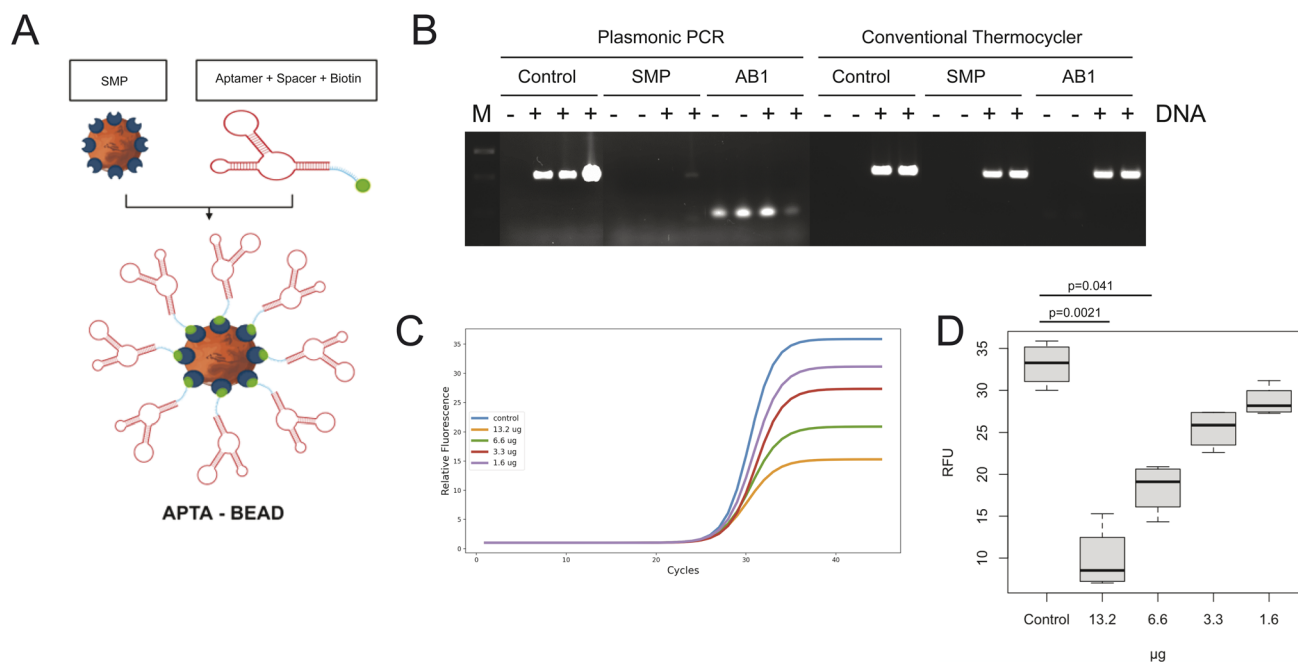 A
SMP
Aptamer + Spacer + Biotin
APTA - BEAD
B
Plasmonic PCR Conventional Thermocycler
Control SMP AB1 Control SMP AB1
M - + + + - - + + - - + + - - + + - - + + - - + + DNA
C
Relative Fluorescence
35
30
25
20
15
10
5
0
control
13.2 ug
6.6 ug
3.3 ug
1.6 ug
0 10 20 30 40
Cycles
D
p=0.041
p=0.0021
RFU
35
30
25
20
15
10
Control 13.2 6.6 3.3 1.6
µg